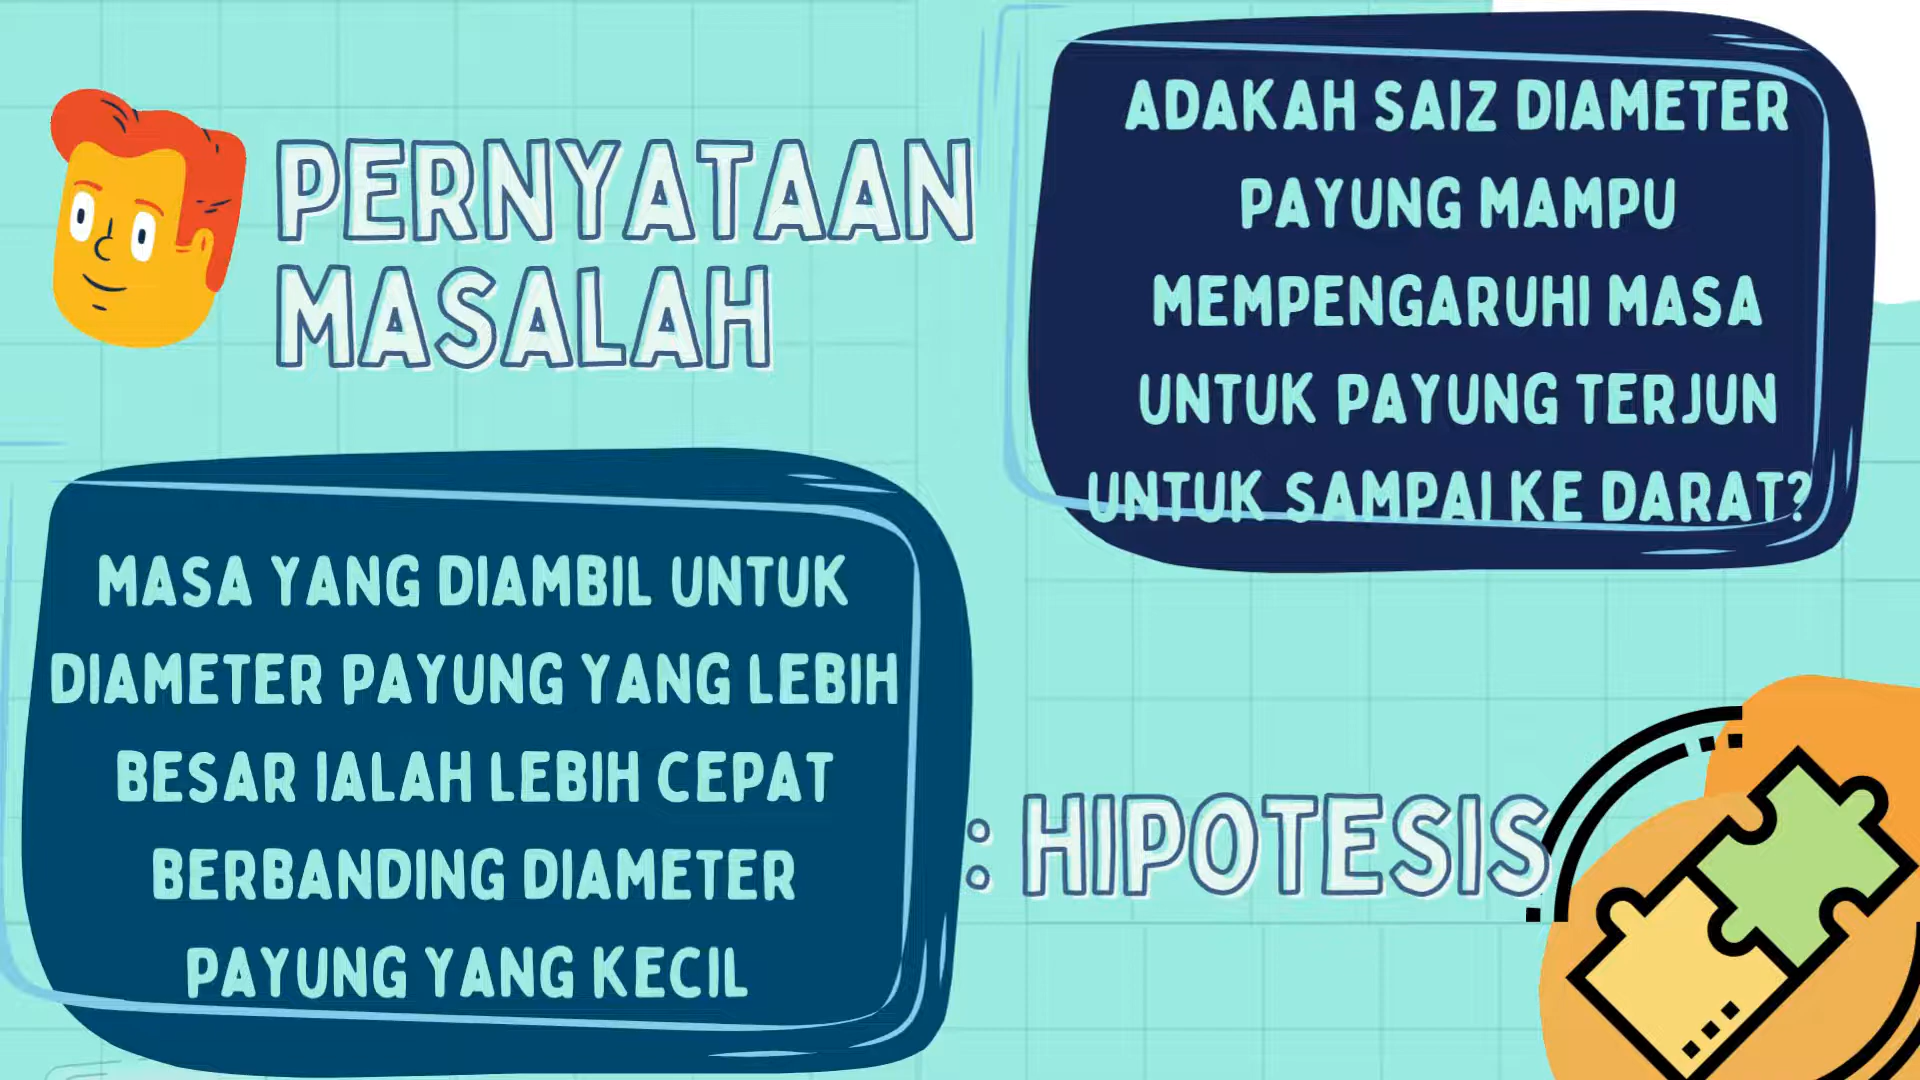 PERNYATAAN
MASALAH
ADAKAH SAIZ DIAMETER
PAYUNG MAMPU
MEMPENGARUHI MASA
UNTUK PAYUNG TERJUN
UNTUK SAMPAI KE DARAT?
MASA YANG DIAMBIL UNTUK
DIAMETER PAYUNG YANG LEBIH
BESAR IALAH LEBIH CEPAT
BERBANDING DIAMETER
PAYUNG YANG KECIL
: HIPOTESIS